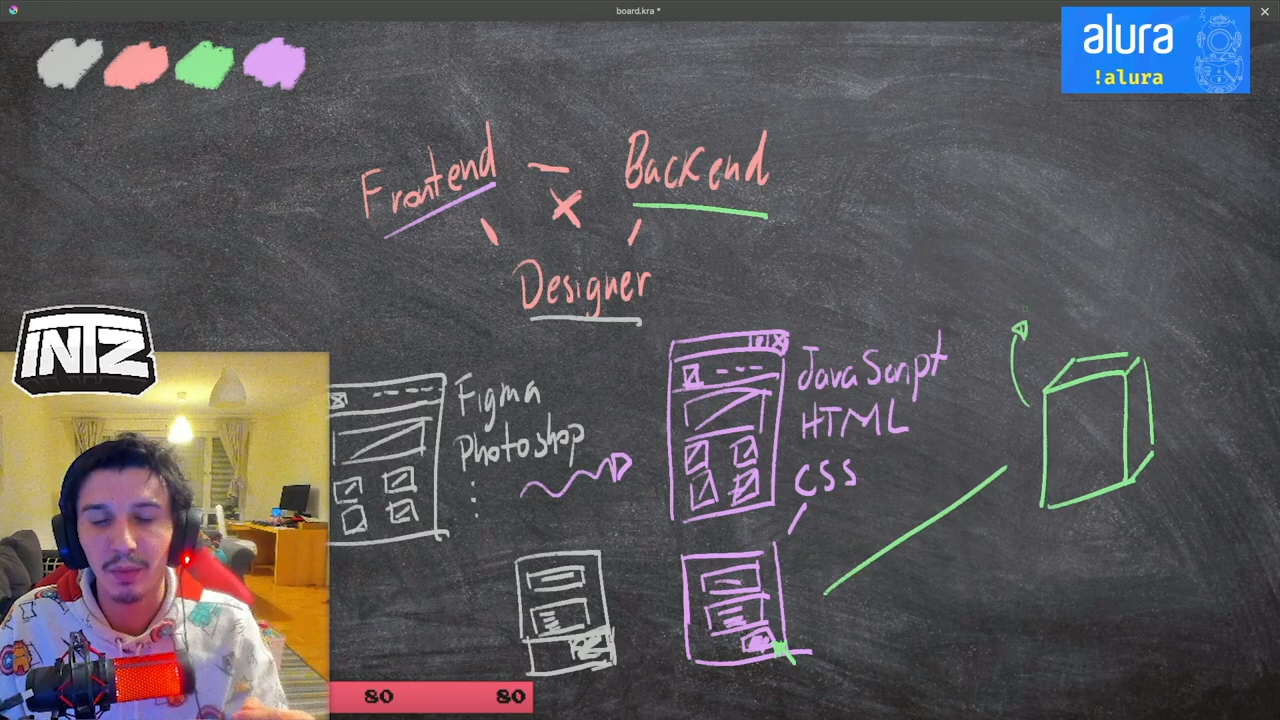 board.kra *
alura
!alura
Frontend - Backend
x
Designer
INTZ
Figma
Photoshop
JavaScript
HTML
CSS
80 80